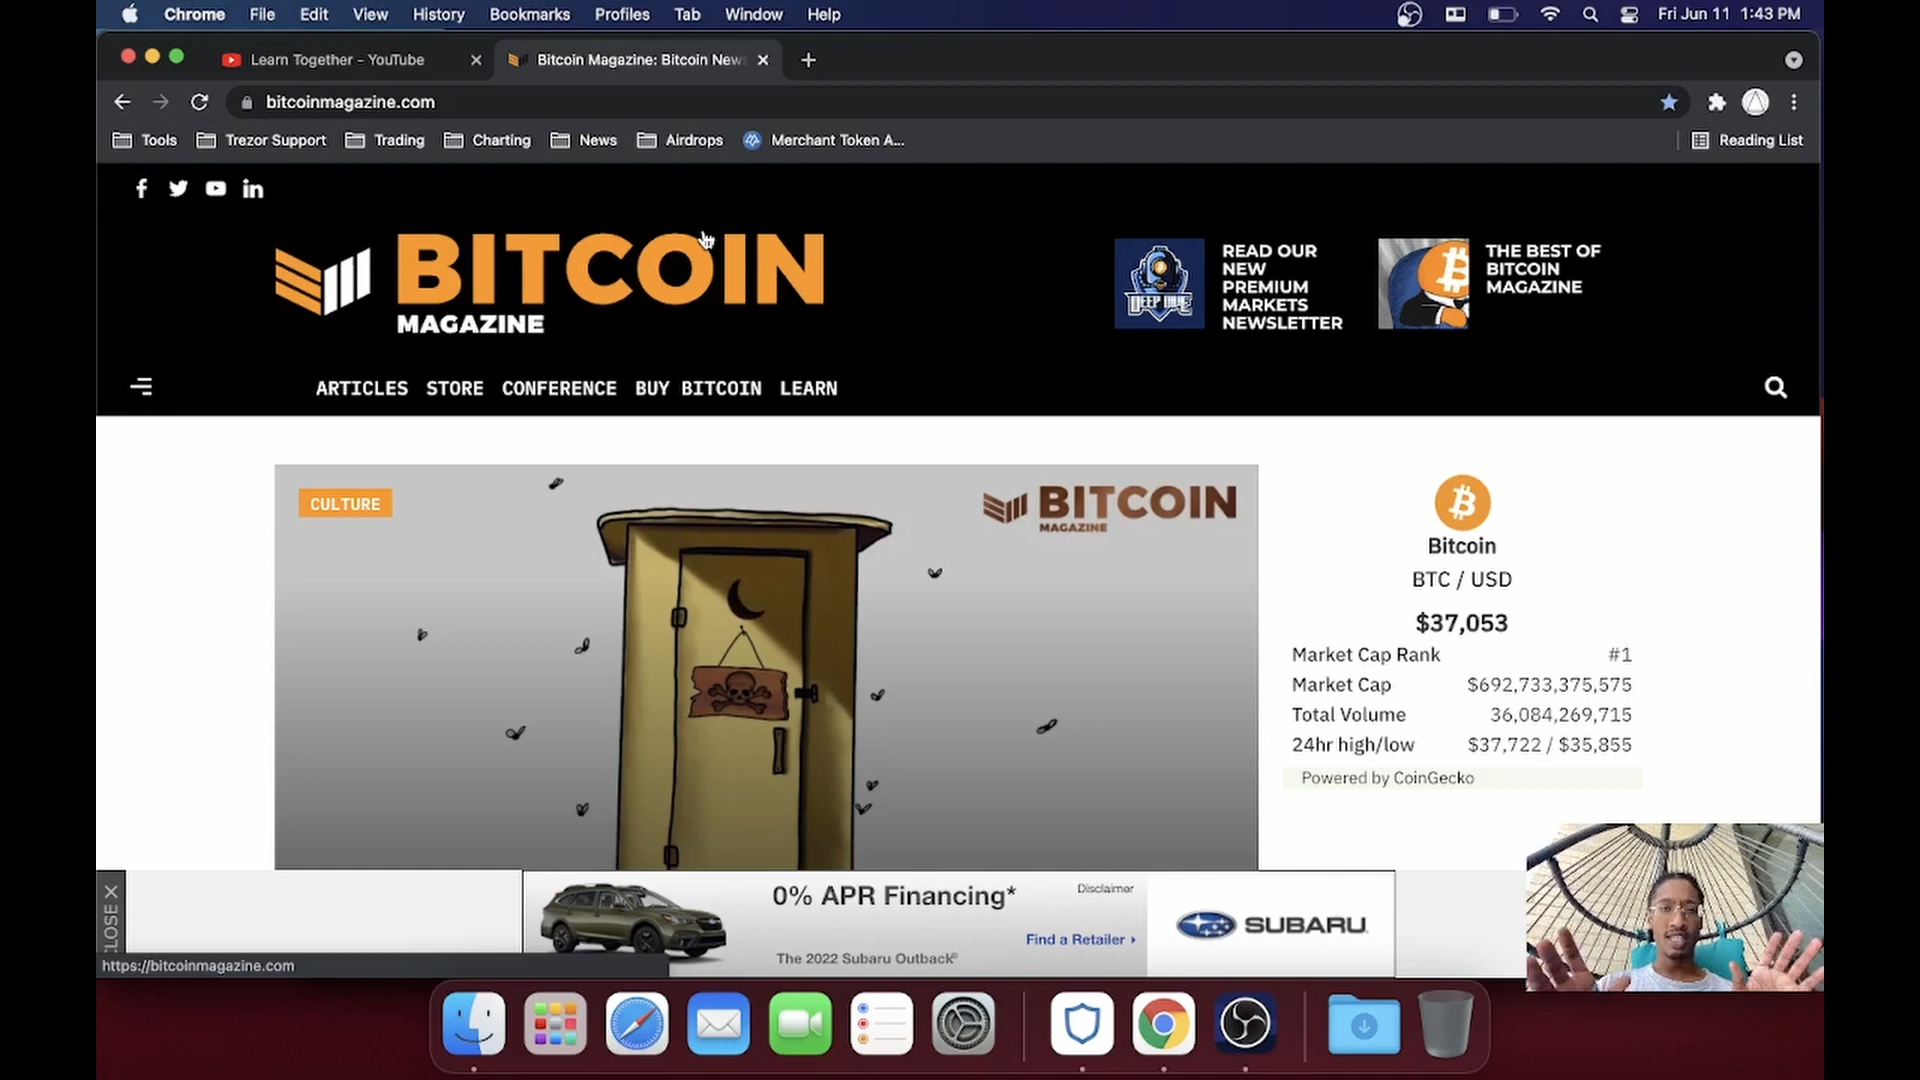 Chrome File Edit View History Bookmarks Profiles Tab Window Help
Fri Jun 11 1:43 PM
Learn Together - YouTube
Bitcoin Magazine: Bitcoin New
bitcoinmagazine.com
Tools Trezor Support Trading Charting News Airdrops Merchant Token A...
Reading List
BITCOIN
MAGAZINE
READ OUR
NEW
PREMIUM
MARKETS
NEWSLETTER
DEEP DIVE
THE BEST OF
BITCOIN
MAGAZINE
ARTICLES STORE CONFERENCE BUY BITCOIN LEARN
CULTURE
BITCOIN
MAGAZINE
Bitcoin
BTC / USD
$37,053
Market Cap Rank #1
Market Cap $692,733,375,575
Total Volume 36,084,269,715
24hr high/low $37,722 / $35,855
Powered by CoinGecko
CLOSE X
0% APR Financing*
Disclaimer
Find a Retailer
The 2022 Subaru Outback®
SUBARU
https://bitcoinmagazine.com